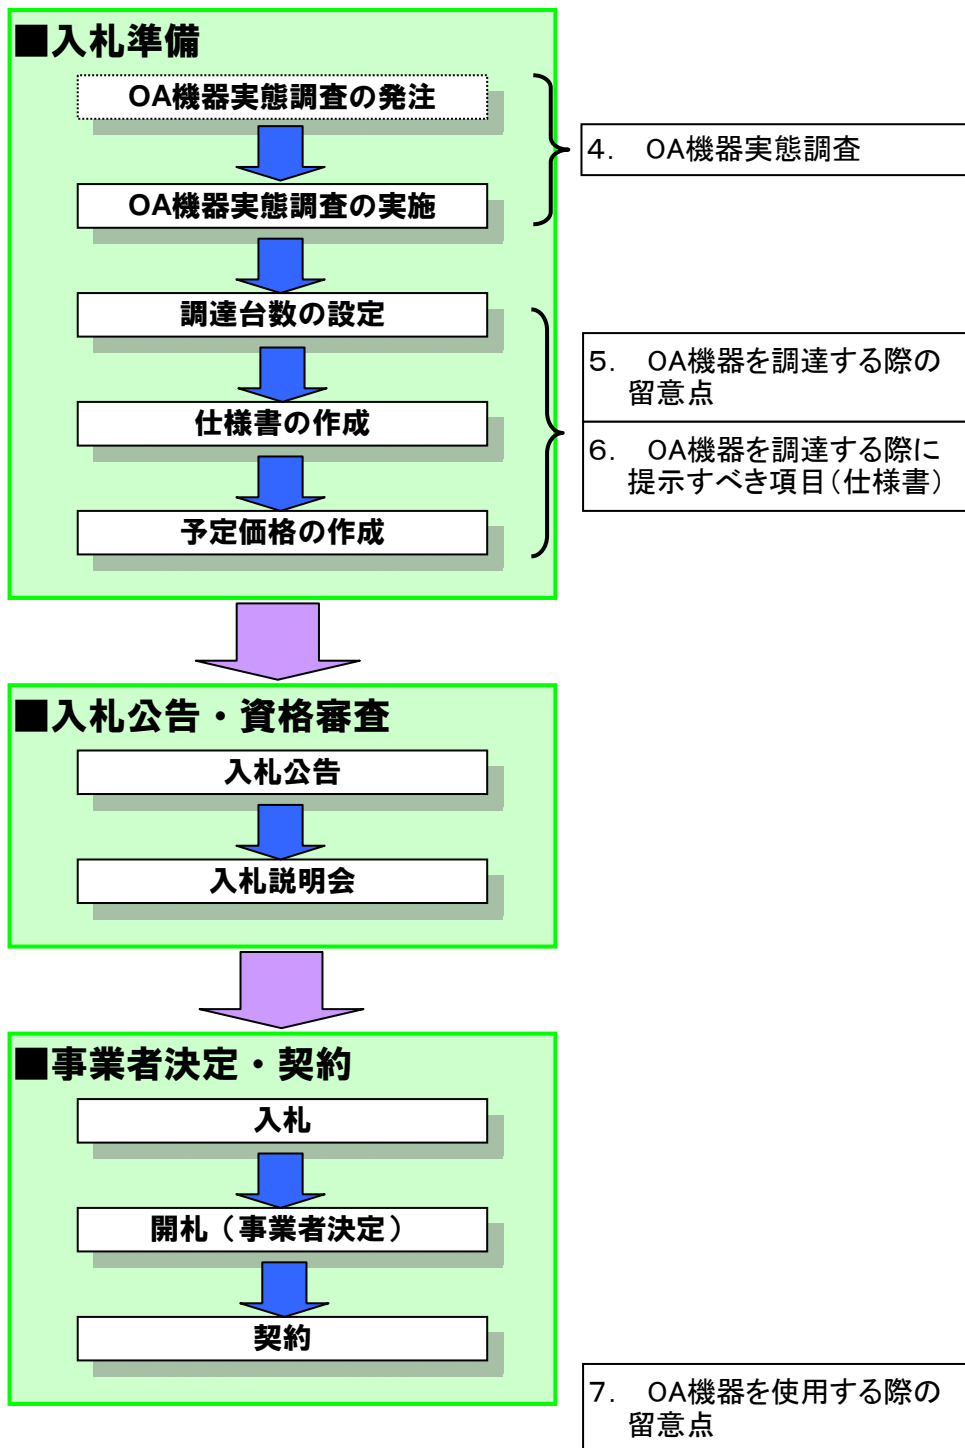 ■入札準備
OA機器実態調査の発注
OA機器実態調査の実施
4.　OA機器実態調査
調達台数の設定
仕様書の作成
予定価格の作成
5.　OA機器を調達する際の
留意点
6.　OA機器を調達する際に
提示すべき項目(仕様書)
■入札公告・資格審査
入札公告
入札説明会
■事業者決定・契約
入札
開札（事業者決定）
契約
7.　OA機器を使用する際の
留意点